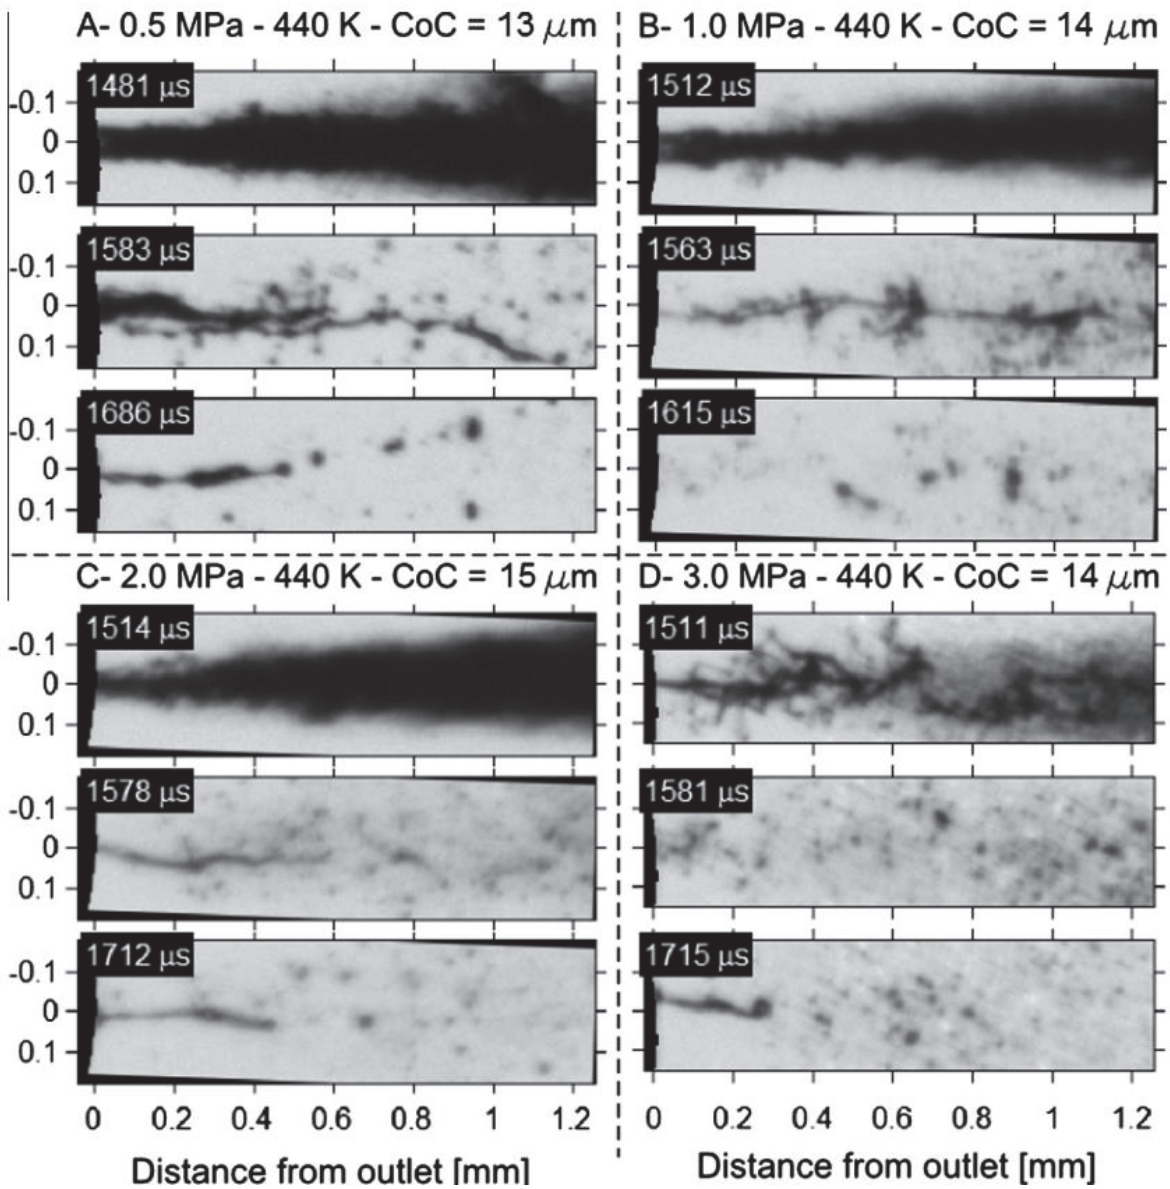 A- 0.5 MPa - 440 K - CoC = 13 μm
1481 μs
-0.1
0
0.1
1583 μs
-0.1
0
0.1
1686 μs
-0.1
0
0.1
B- 1.0 MPa - 440 K - CoC = 14 μm
1512 μs
1563 μs
1615 μs
C- 2.0 MPa - 440 K - CoC = 15 μm
1514 μs
-0.1
0
0.1
1578 μs
-0.1
0
0.1
1712 μs
-0.1
0
0.1
0 0.2 0.4 0.6 0.8 1 1.2
Distance from outlet [mm]
D- 3.0 MPa - 440 K - CoC = 14 μm
1511 μs
1581 μs
1715 μs
0 0.2 0.4 0.6 0.8 1 1.2
Distance from outlet [mm]